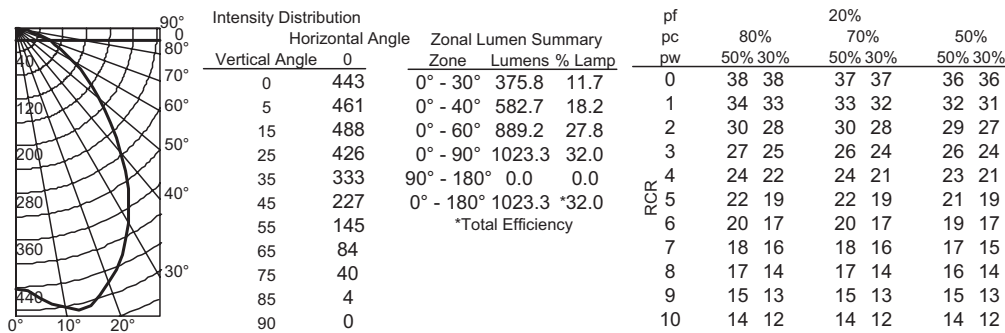 90°
0
80°
40
70°
120
60°
200
50°
280
40°
360
30°
440
0° 10° 20°
Intensity Distribution
Horizontal Angle
Vertical Angle 0
0 443
5 461
15 488
25 426
35 333
45 227
55 145
65 84
75 40
85 4
90 0
Zonal Lumen Summary
Zone Lumens % Lamp
0° - 30° 375.8 11.7
0° - 40° 582.7 18.2
0° - 60° 889.2 27.8
0° - 90° 1023.3 32.0
90° - 180° 0.0 0.0
0° - 180° 1023.3 *32.0
*Total Efficiency
pf 20%
pc 80% 70% 50%
pw 50% 30% 50% 30% 50% 30%
RCR
0 38 38 37 37 36 36
1 34 33 33 32 32 31
2 30 28 30 28 29 27
3 27 25 26 24 26 24
4 24 22 24 21 23 21
5 22 19 22 19 21 19
6 20 17 20 17 19 17
7 18 16 18 16 17 15
8 17 14 17 14 16 14
9 15 13 15 13 15 13
10 14 12 14 12 14 12